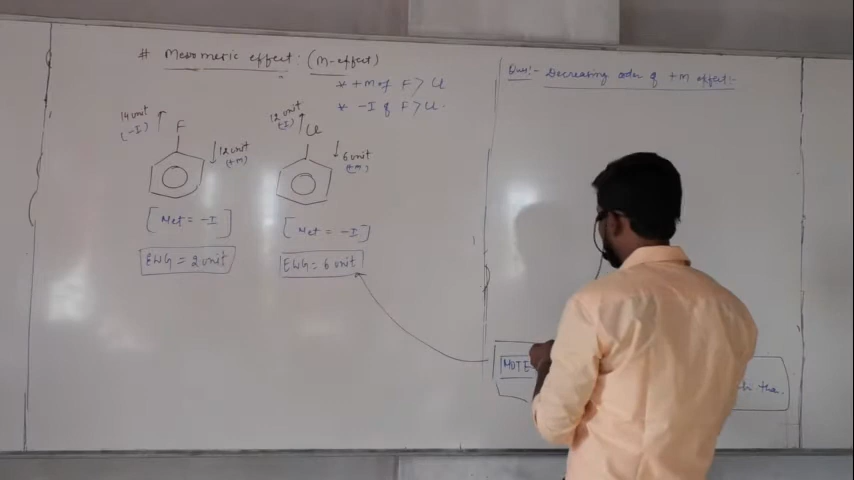 # Mesomeric effect: (M-effect)
* +M of F > Cl
* -I of F > Cl.
14 unit
(-I)
F
12 unit
(+M)
12 unit
(-I)
Cl
6 unit
(+M)
[Net = -I]
[Net = -I]
EWG = 2 unit
EWG = 6 unit
Ques:- Decreasing order of +M effect:-
NOTE
the.